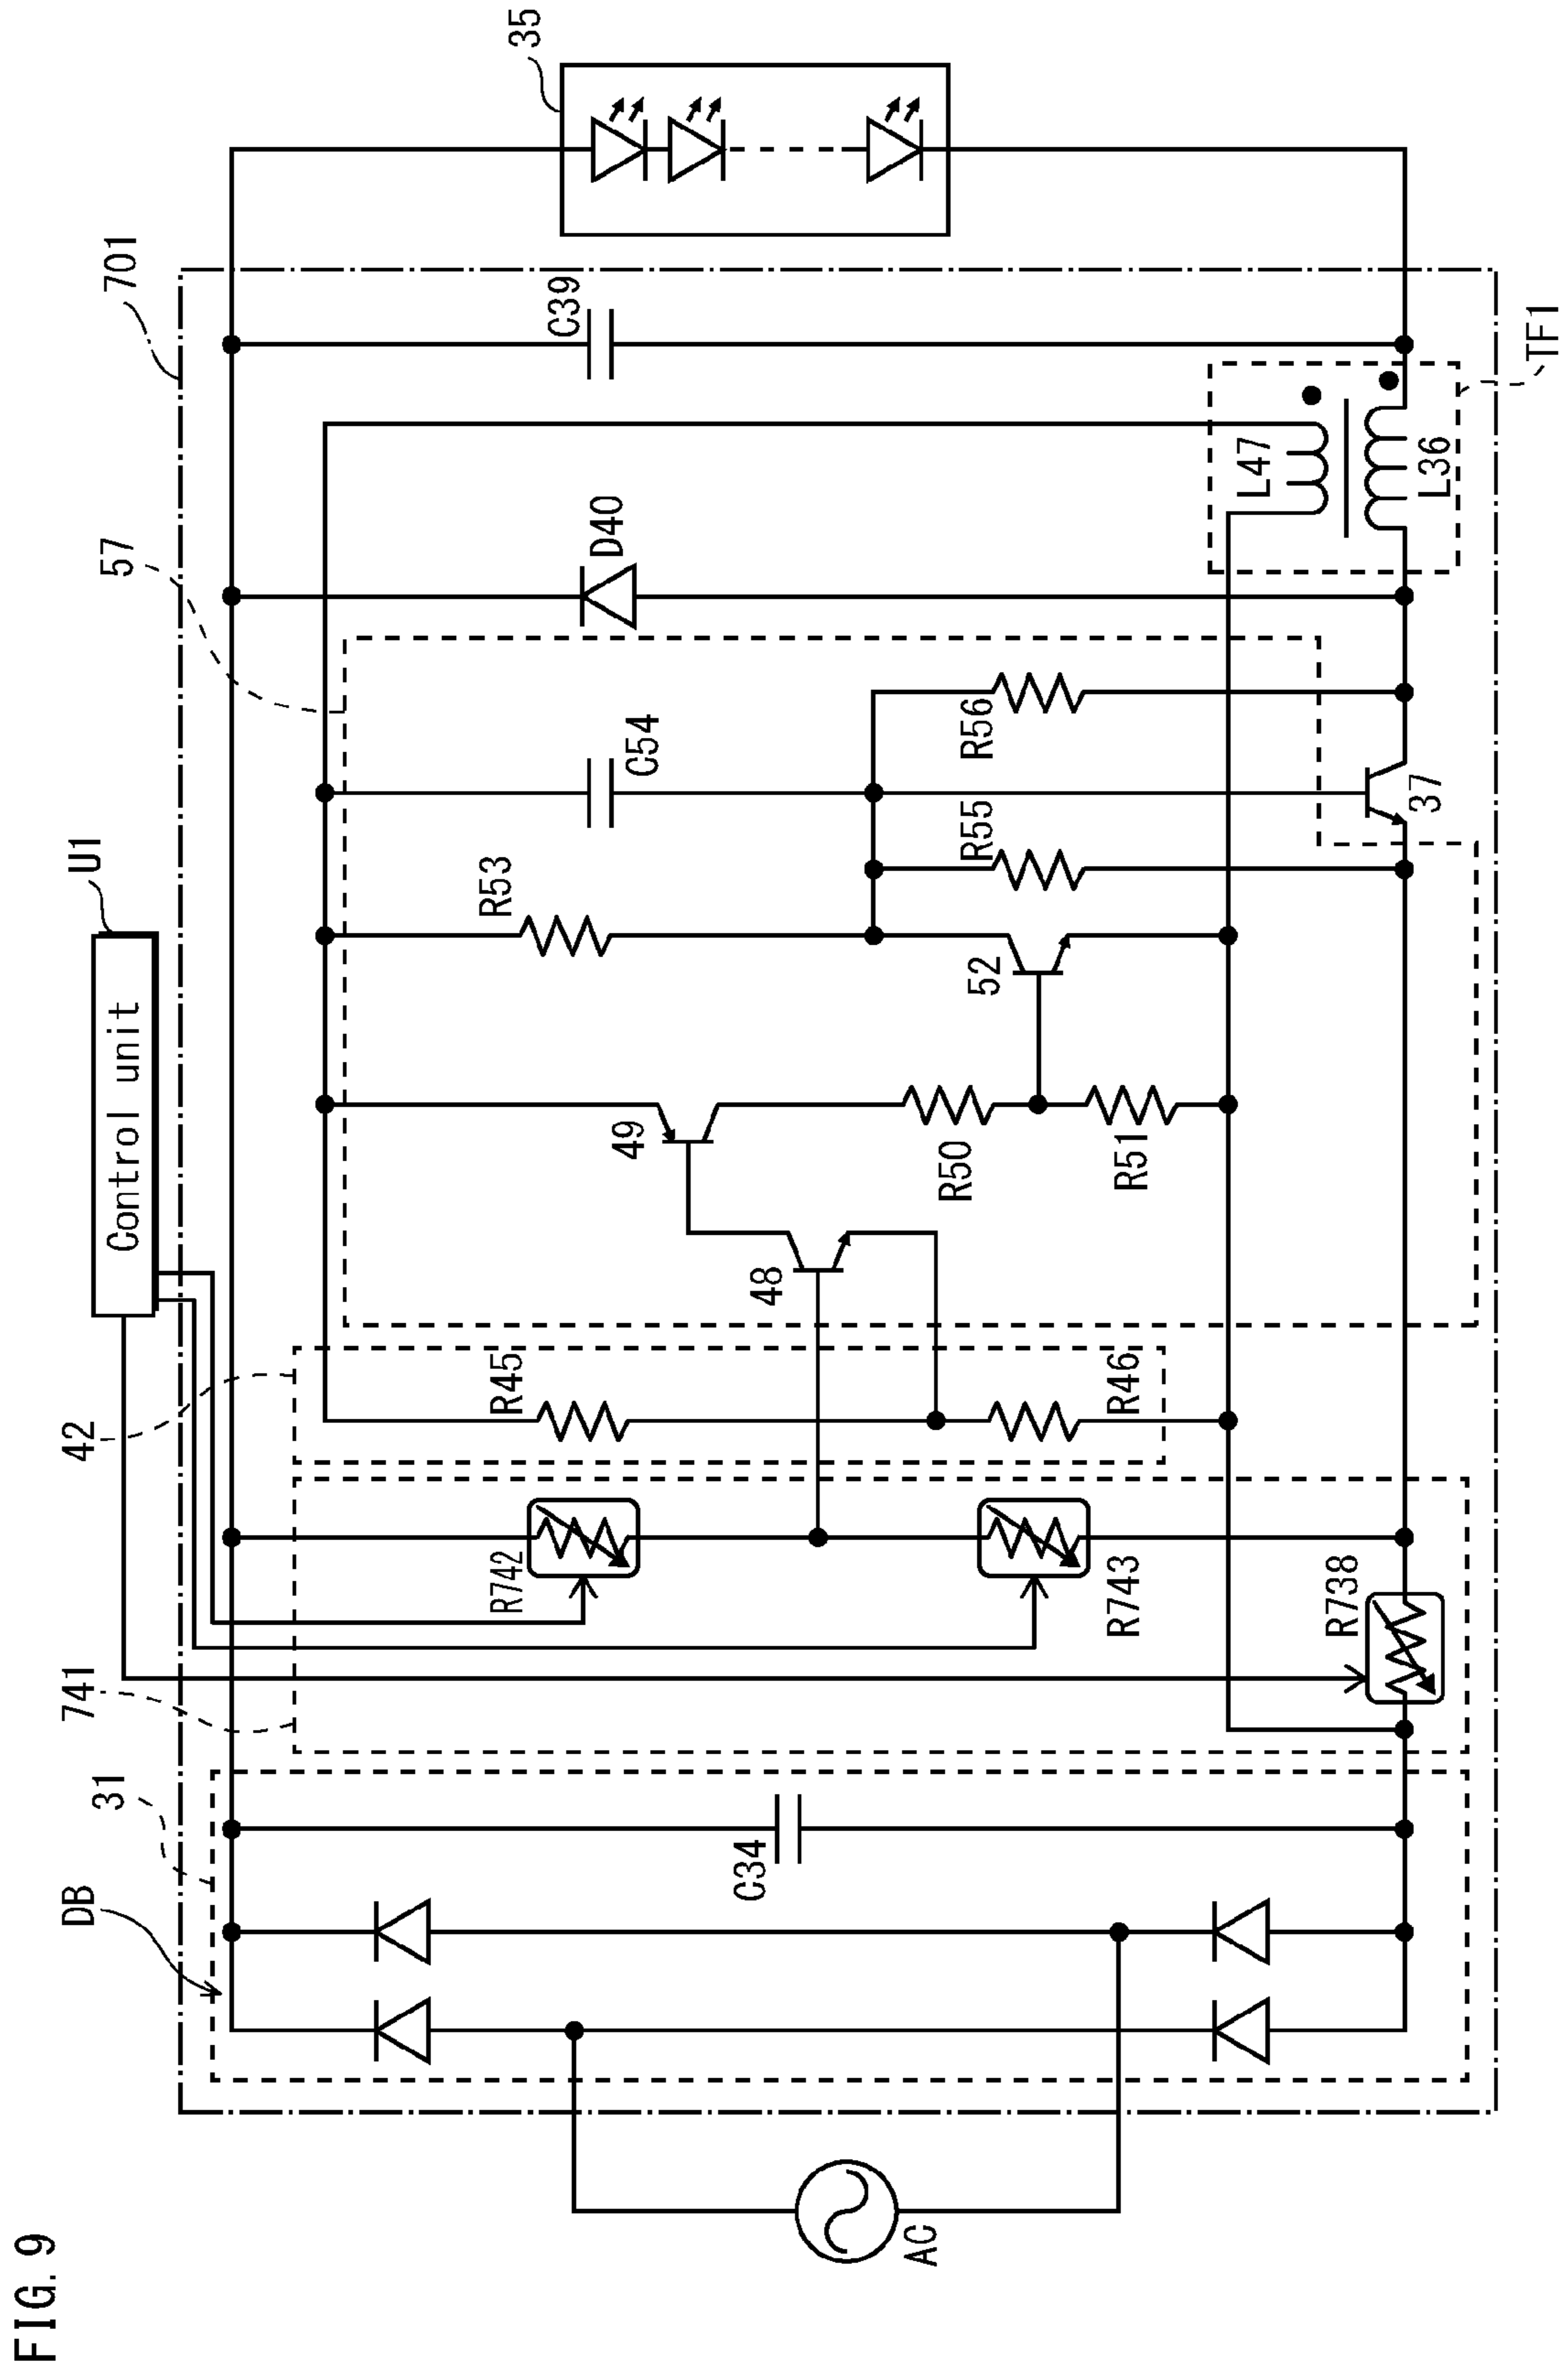 FIG. 9
Control unit
U1
701
DB
31
741
42
57
35
R742
R45
R53
C54
D40
C39
49
48
R50
52
R55
R56
C34
R743
R46
R51
L47
R738
37
L36
TF1
AC